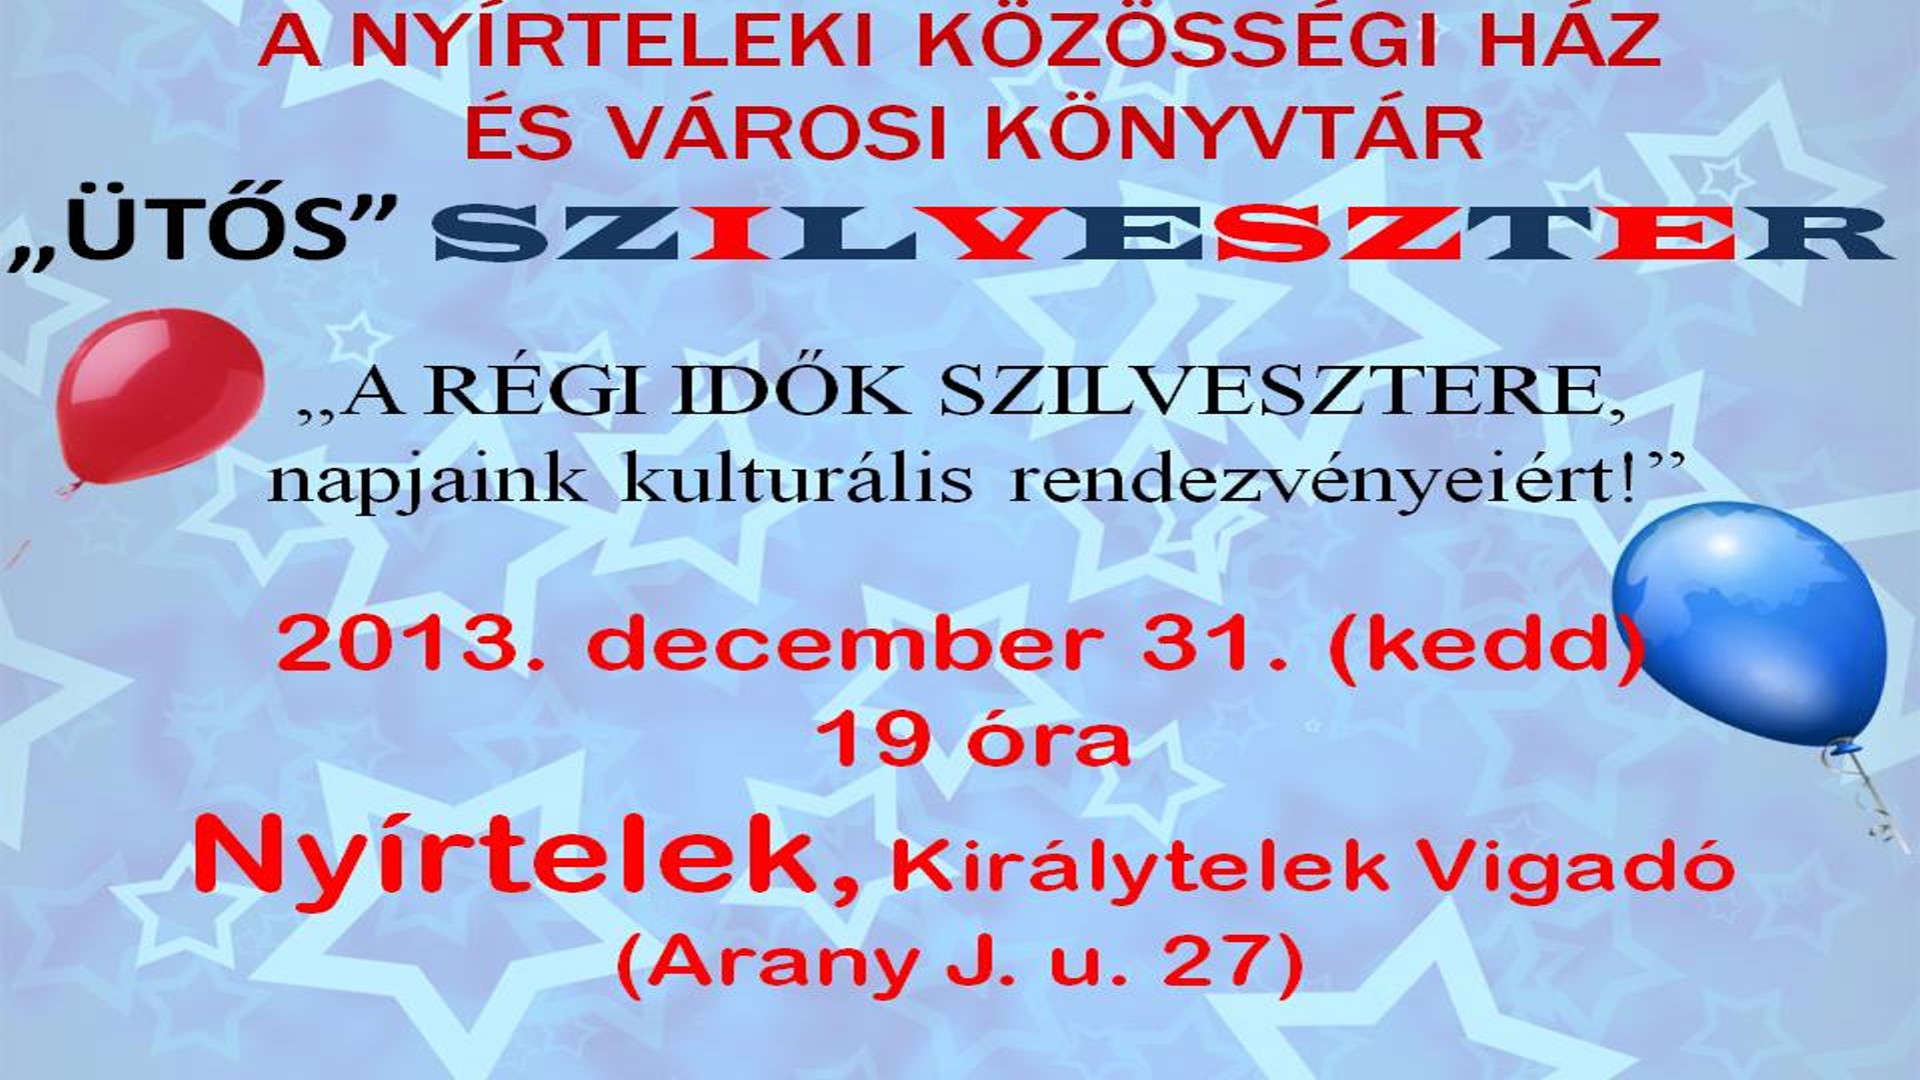 A NYÍRTELEKI KÖZÖSSÉGI HÁZ
ÉS VÁROSI KÖNYVTÁR
„ÜTŐS” SZILVESZTER
„A RÉGI IDŐK SZILVESZTERE,
napjaink kulturális rendezvényeiért!”
2013. december 31. (kedd)
19 óra
Nyírtelek, Királytelek Vigadó
(Arany J. u. 27)